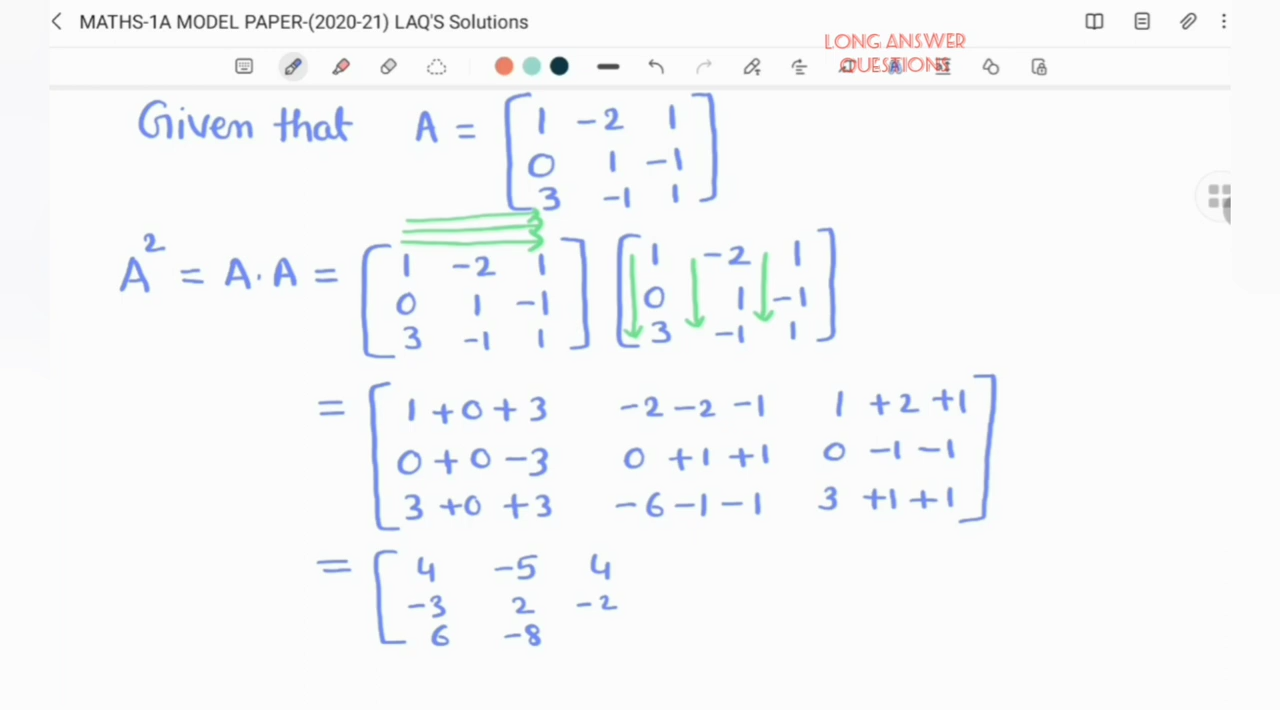 MATHS-1A MODEL PAPER-(2020-21) LAQ'S Solutions
LONG ANSWER
QUESTIONS
Given that A = [ 1 -2 1
0 1 -1
3 -1 1 ]
A² = A · A = [ 1 -2 1 ] [ 1 -2 1 ]
0 1 -1 0 1 -1
3 -1 1 3 -1 1
= [ 1+0+3 -2-2-1 1+2+1 ]
0+0-3 0+1+1 0-1-1
3+0+3 -6-1-1 3+1+1
= [ 4 -5 4
-3 2 -2
6 -8